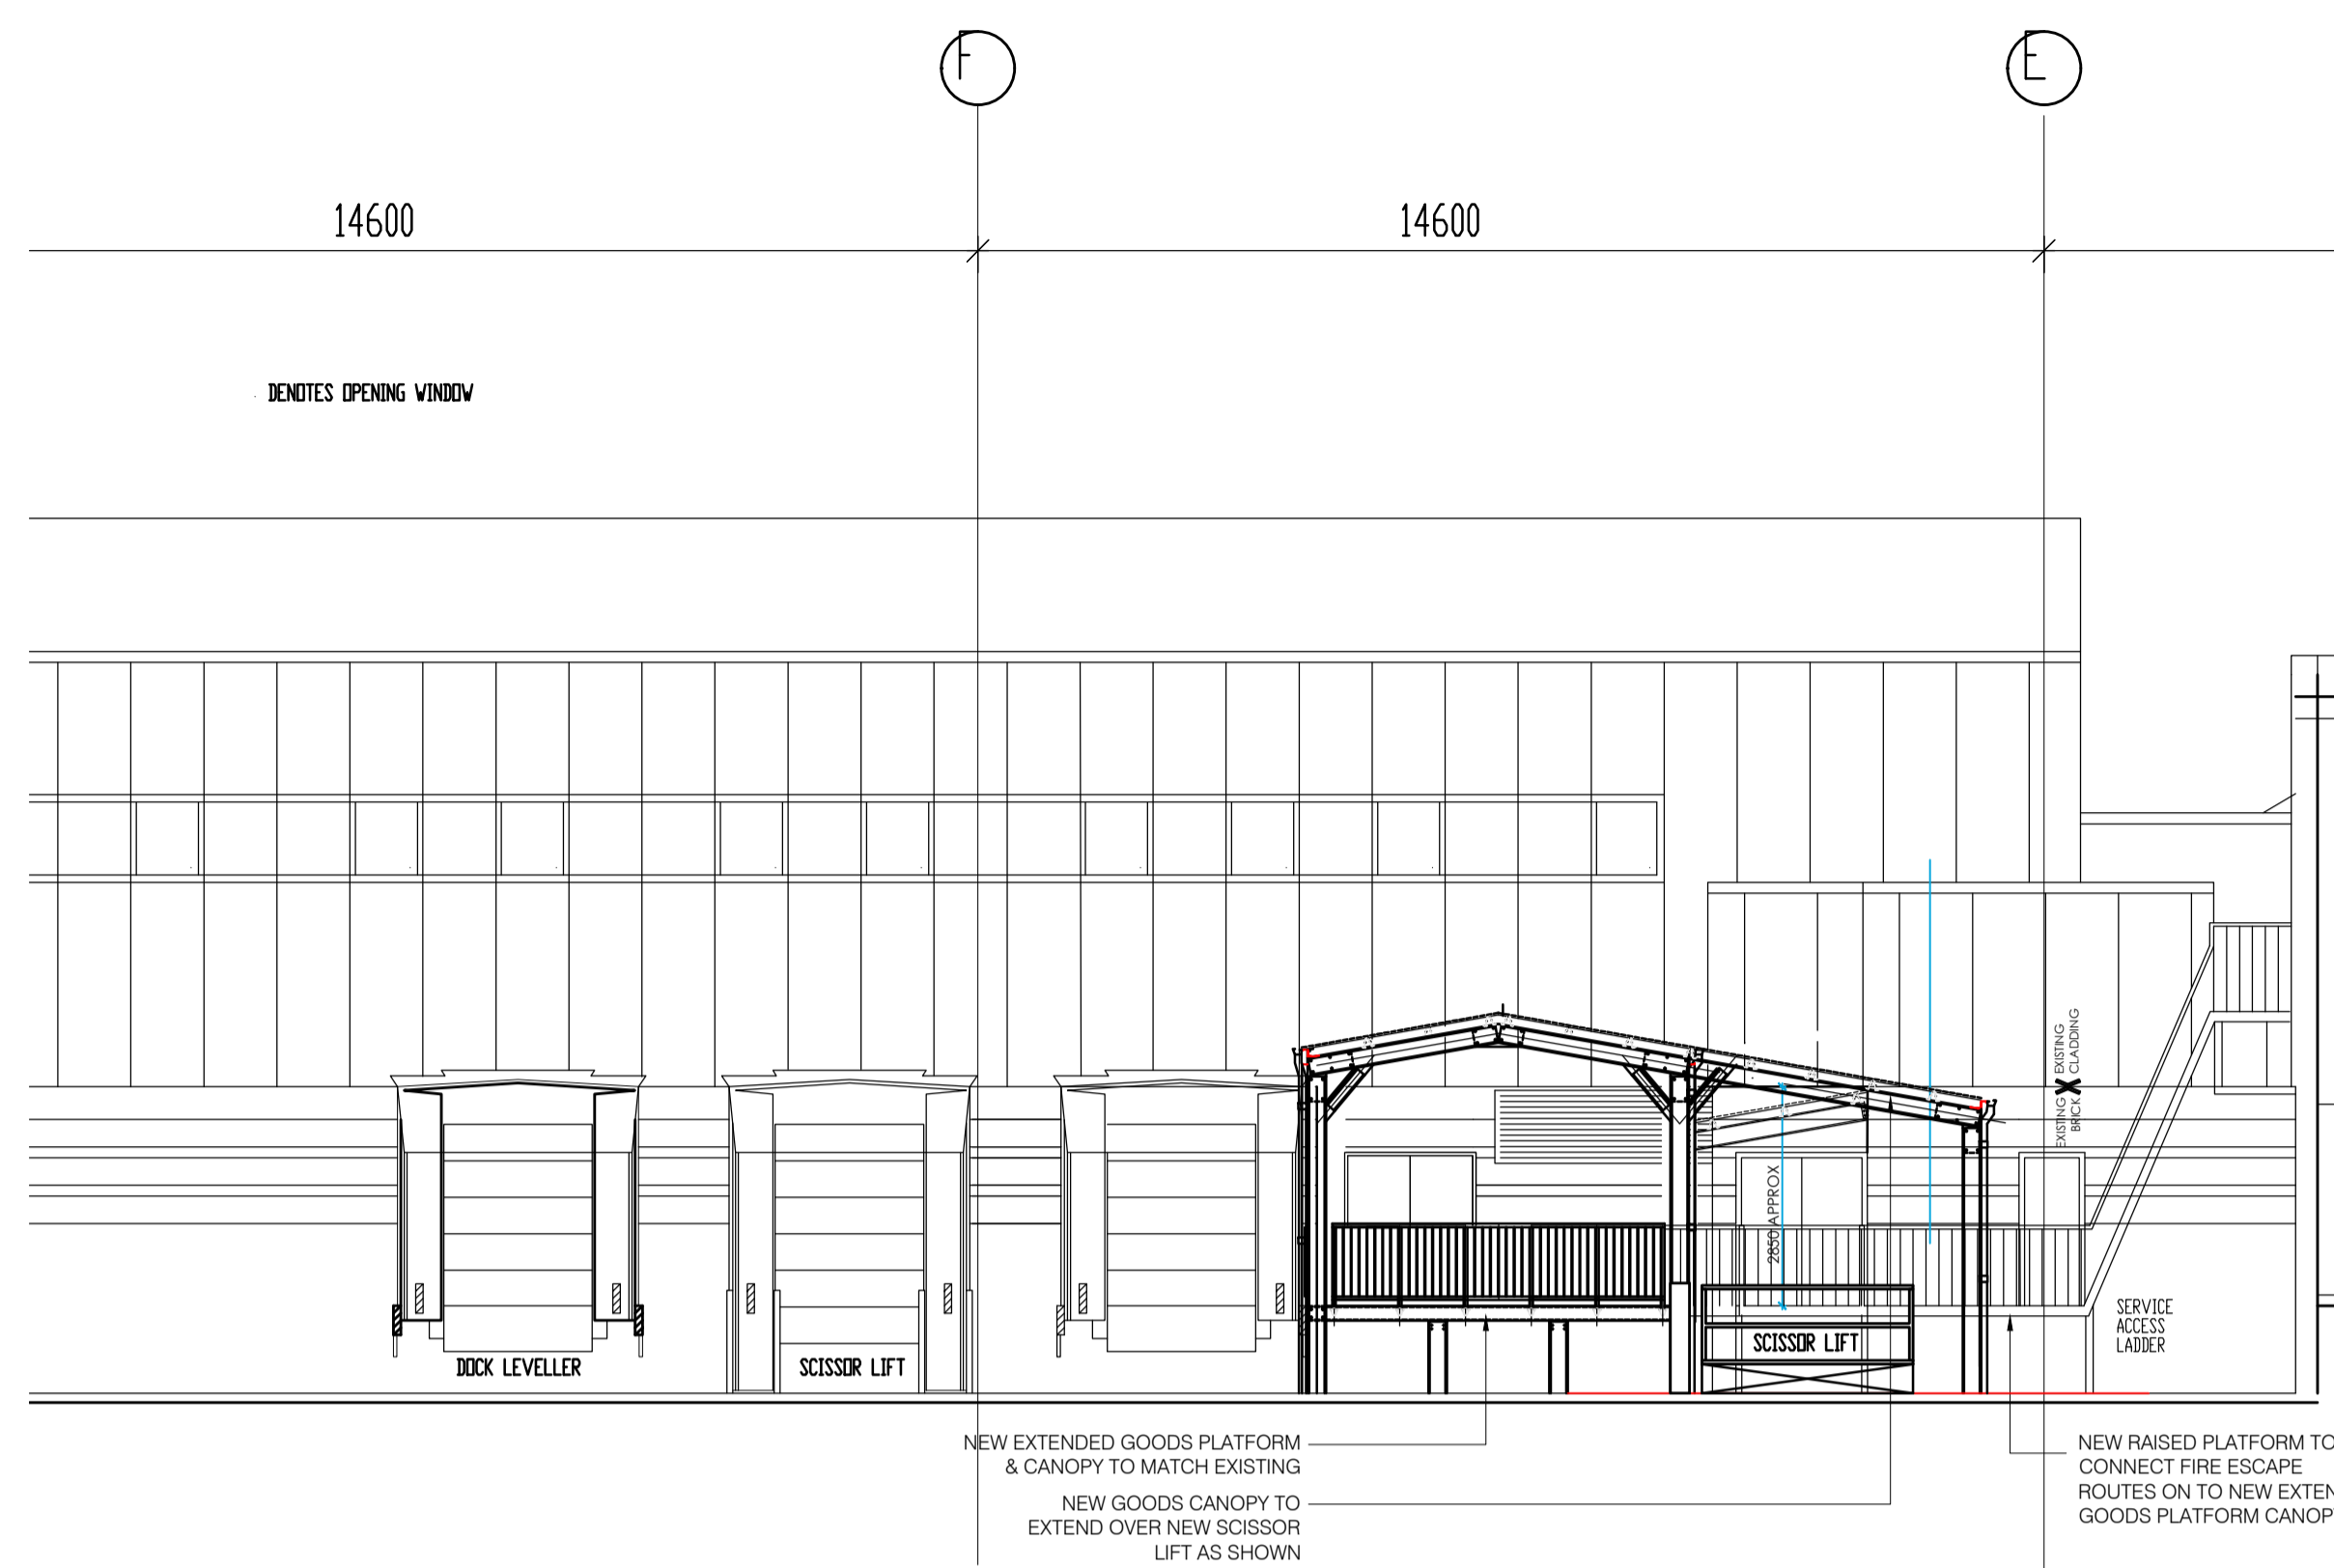 F
E
14600
14600
DENOTES OPENING WINDOW
EXISTING EXISTING
BRICK CLADDING
2850 APPROX
SCISSOR LIFT
SERVICE
ACCESS
LADDER
DOCK LEVELLER
SCISSOR LIFT
NEW EXTENDED GOODS PLATFORM
& CANOPY TO MATCH EXISTING
NEW GOODS CANOPY TO
EXTEND OVER NEW SCISSOR
LIFT AS SHOWN
NEW RAISED PLATFORM TO
CONNECT FIRE ESCAPE
ROUTES ON TO NEW EXTEN
GOODS PLATFORM CANOP